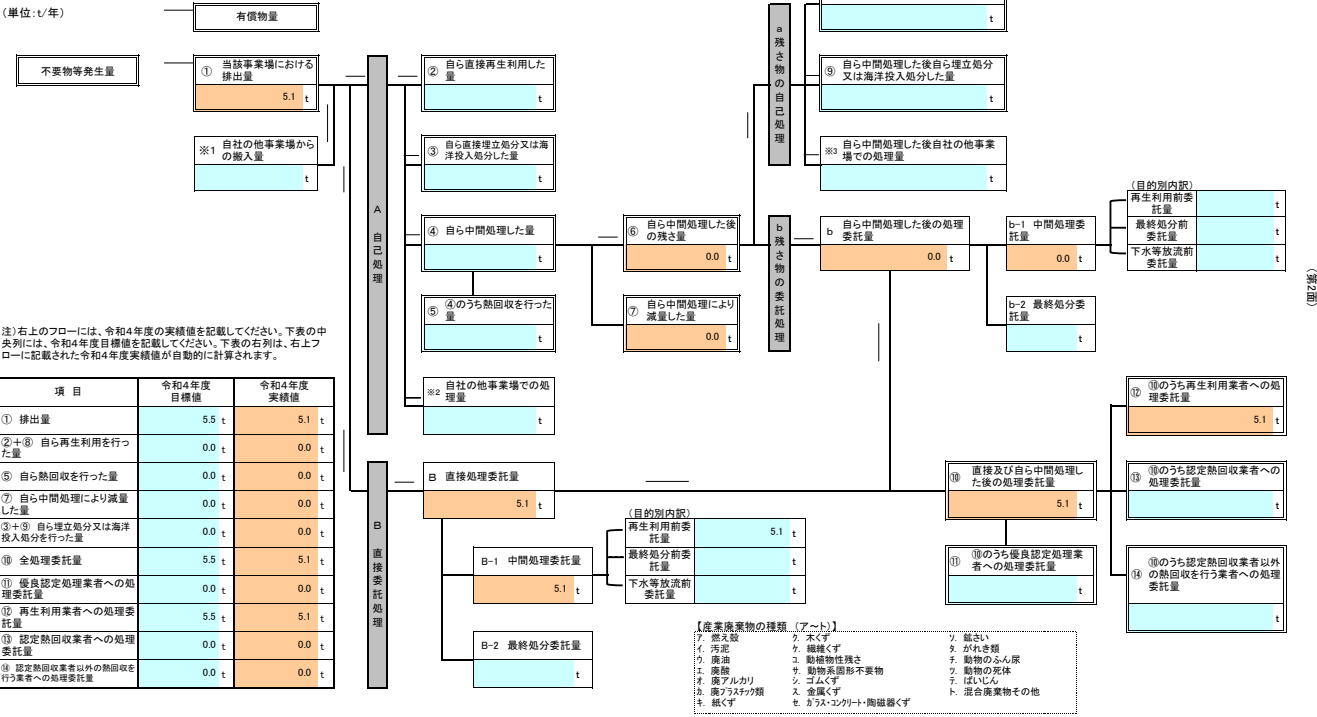 （単位：t/年）
有償物量
t
不要物等発生量
① 当該事業場における
排出量
5.1 t
※1 自社の他事業場から
の搬入量
t
A 自己処理
② 自ら直接再生利用した
量
t
③ 自ら直接埋立処分又は海
洋投入処分した量
t
④ 自ら中間処理した量
t
⑤ ④のうち熱回収を行った
量
t
※2 自社の他事業場での処
理量
t
⑥ 自ら中間処理した後
の残さ量
0.0 t
⑦ 自ら中間処理により
減量した量
0.0 t
a 残さ物の自己処理
⑨ 自ら中間処理した後自ら埋立処分
又は海洋投入処分した量
t
※3 自ら中間処理した後自社の他事業
場での処理量
t
b 残さ物の委託処理
b 自ら中間処理した後の処理
委託量
0.0 t
b-1 中間処理委
託量
0.0 t
b-2 最終処分委
託量
t
（目的別内訳）
再生利用前委
託量
t
最終処分前
委託量
t
下水等放流前
委託量
t
（第2面）
注）右上のフローには、令和４年度の実績値を記載してください。下表の中
央列には、令和４年度目標値を記載してください。下表の右列は、右上フ
ローに記載された令和４年度実績値が自動的に計算されます。
項 目 令和４年度 令和４年度
目標値 実績値
① 排出量 5.5 t 5.1 t
②＋⑧ 自ら再生利用を行っ
た量 0.0 t 0.0 t
⑤ 自ら熱回収を行った量 0.0 t 0.0 t
⑦ 自ら中間処理により減量
した量 0.0 t 0.0 t
③＋⑨ 自ら埋立処分又は海洋
投入処分を行った量 0.0 t 0.0 t
⑩ 全処理委託量 5.5 t 5.1 t
⑪ 優良認定処理業者への処
理委託量 0.0 t 0.0 t
⑫ 再生利用業者への処理委
託量 5.5 t 5.1 t
⑬ 認定熱回収業者への処理
委託量 0.0 t 0.0 t
⑭ 認定熱回収業者以外の熱回収を
行う業者への処理委託量 0.0 t 0.0 t
B 直接委託処理
B 直接処理委託量
5.1 t
B-1 中間処理委託量
5.1 t
B-2 最終処分委託量
t
（目的別内訳）
再生利用前委
託量
5.1 t
最終処分前委
託量
t
下水等放流前
委託量
t
⑩ 直接及び自ら中間処理し
た後の処理委託量
5.1 t
⑪ ⑩のうち優良認定処理業
者への処理委託量
t
⑫ ⑩のうち再生利用業者への処
理委託量
5.1 t
⑬ ⑩のうち認定熱回収業者への
処理委託量
t
⑭ ⑩のうち認定熱回収業者以外
の熱回収を行う業者への処理
委託量
t
【産業廃棄物の種類 （ア～ト）】
ア．燃え殻 ク．木くず ソ．鉱さい
イ．汚泥 ケ．繊維くず タ．がれき類
ウ．廃油 コ．動植物性残さ チ．動物のふん尿
エ．廃酸 サ．動物系固形不要物 ツ．動物の死体
オ．廃アルカリ シ．ゴムくず テ．ばいじん
カ．廃プラスチック類 ス．金属くず ト．混合廃棄物その他
キ．紙くず セ．ガラス・コンクリート・陶磁器くず